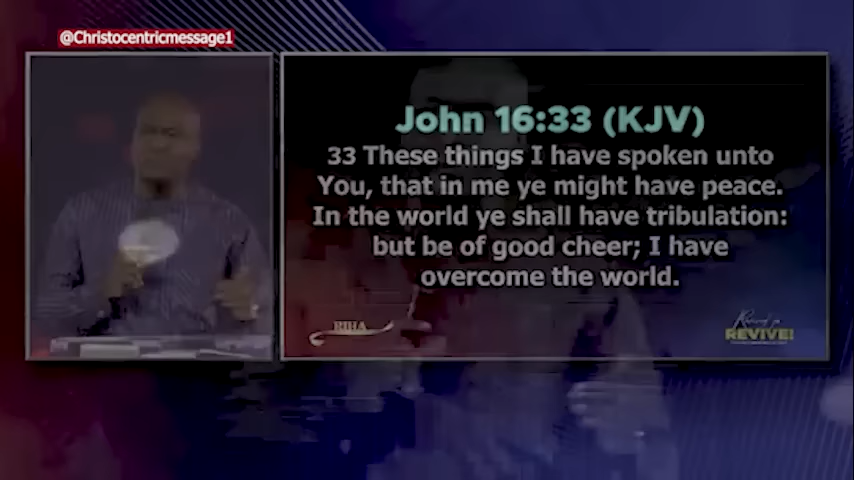 @Christocentricmessage1
John 16:33 (KJV)
33 These things I have spoken unto
You, that in me ye might have peace.
In the world ye shall have tribulation:
but be of good cheer; I have
overcome the world.
REVIVE!